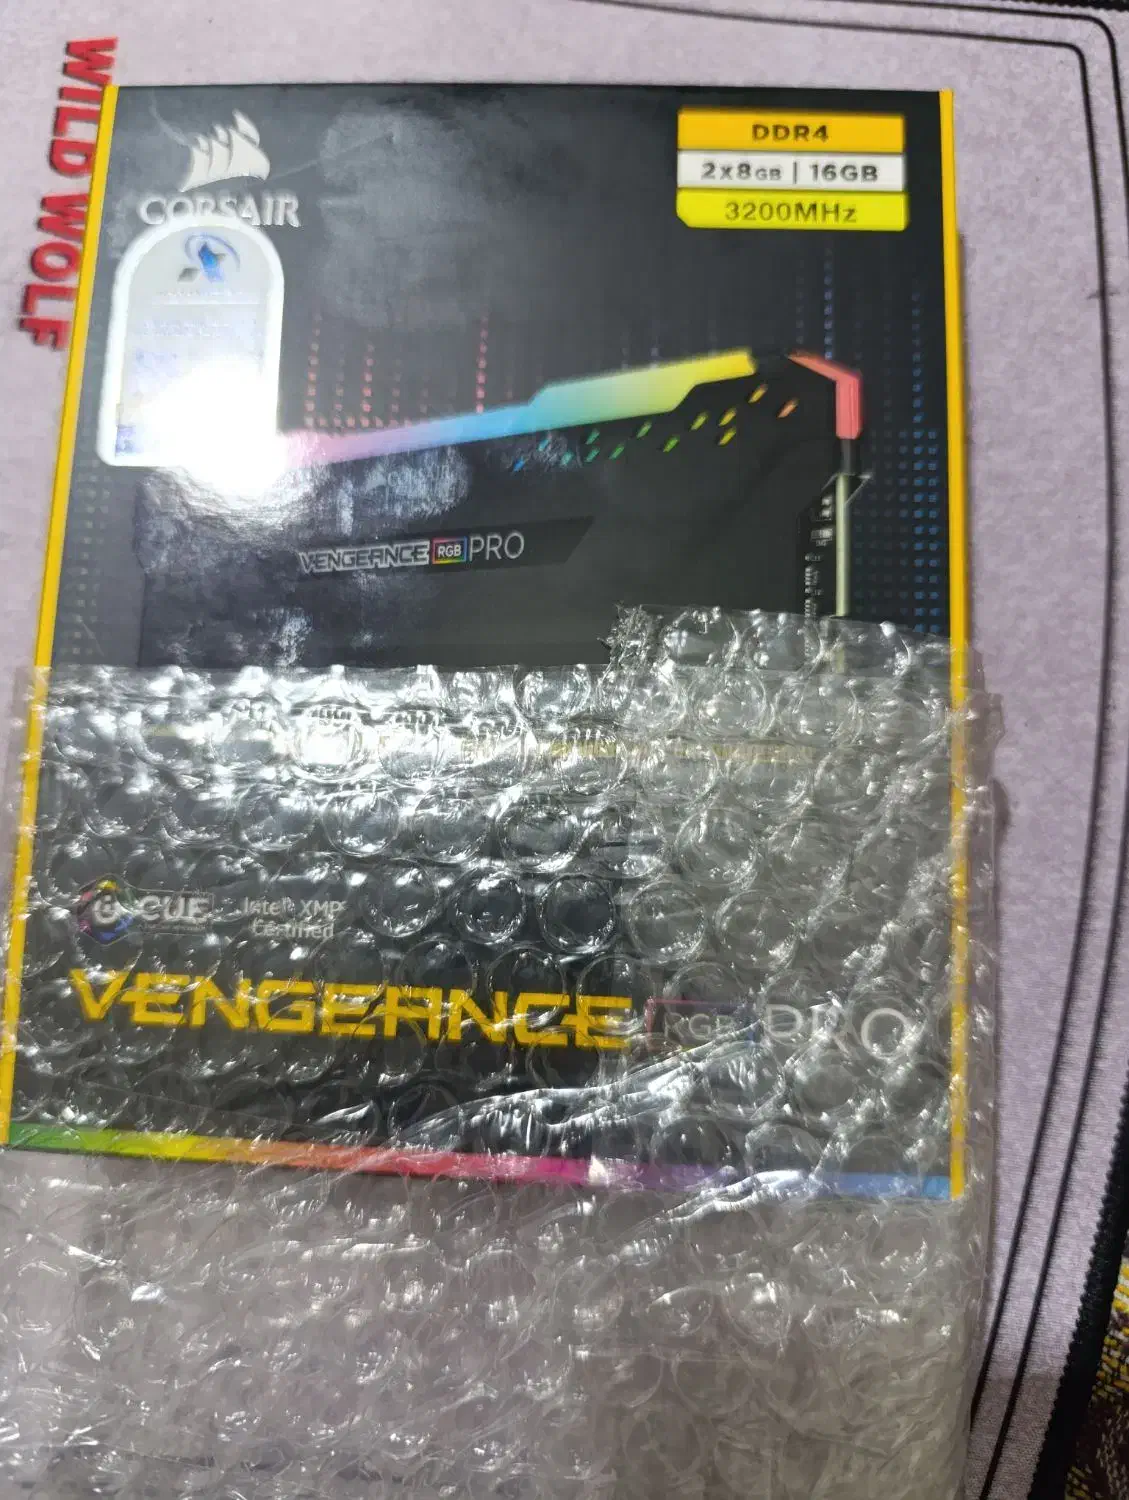 WILD WOLF
CORSAIR
DDR4
2x8GB | 16GB
3200MHz
VENGEANCE RGB PRO
iCUE
Intel XMP
Certified
VENGEANCE RGB PRO